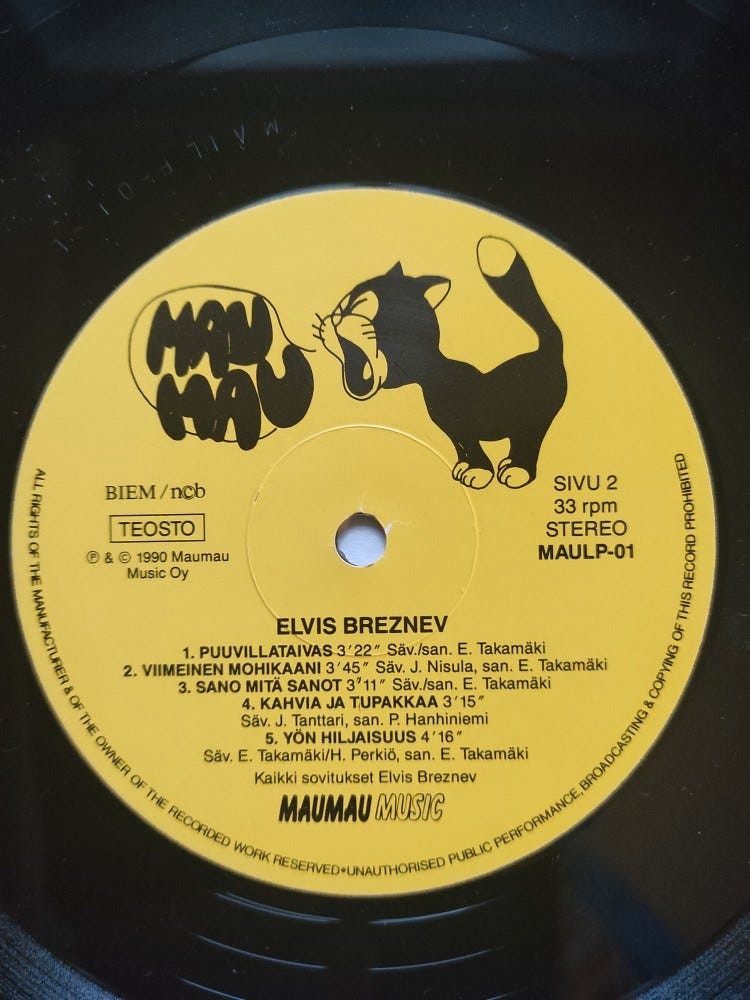 MAULP-01
MAU
MAU
BIEM/ncb
TEOSTO
℗ & © 1990 Maumau
Music Oy
SIVU 2
33 rpm
STEREO
MAULP-01
ELVIS BREZNEV
1. PUUVILLATAIVAS 3’22” Säv./san. E. Takamäki
2. VIIMEINEN MOHIKAANI 3’45” Säv. J. Nisula, san. E. Takamäki
3. SANO MITÄ SANOT 3’11” Säv./san. E. Takamäki
4. KAHVIA JA TUPAKKAA 3’15”
Säv. J. Tanttari, san. P. Hanhiniemi
5. YÖN HILJAISUUS 4’16”
Säv. E. Takamäki/H. Perkiö, san. E. Takamäki
Kaikki sovitukset Elvis Breznev
MAUMAU MUSIC
ALL RIGHTS OF THE MANUFACTURER & OF THE OWNER OF THE RECORDED WORK RESERVED•UNAUTHORISED PUBLIC PERFORMANCE, BROADCASTING & COPYING OF THIS RECORD PROHIBITED